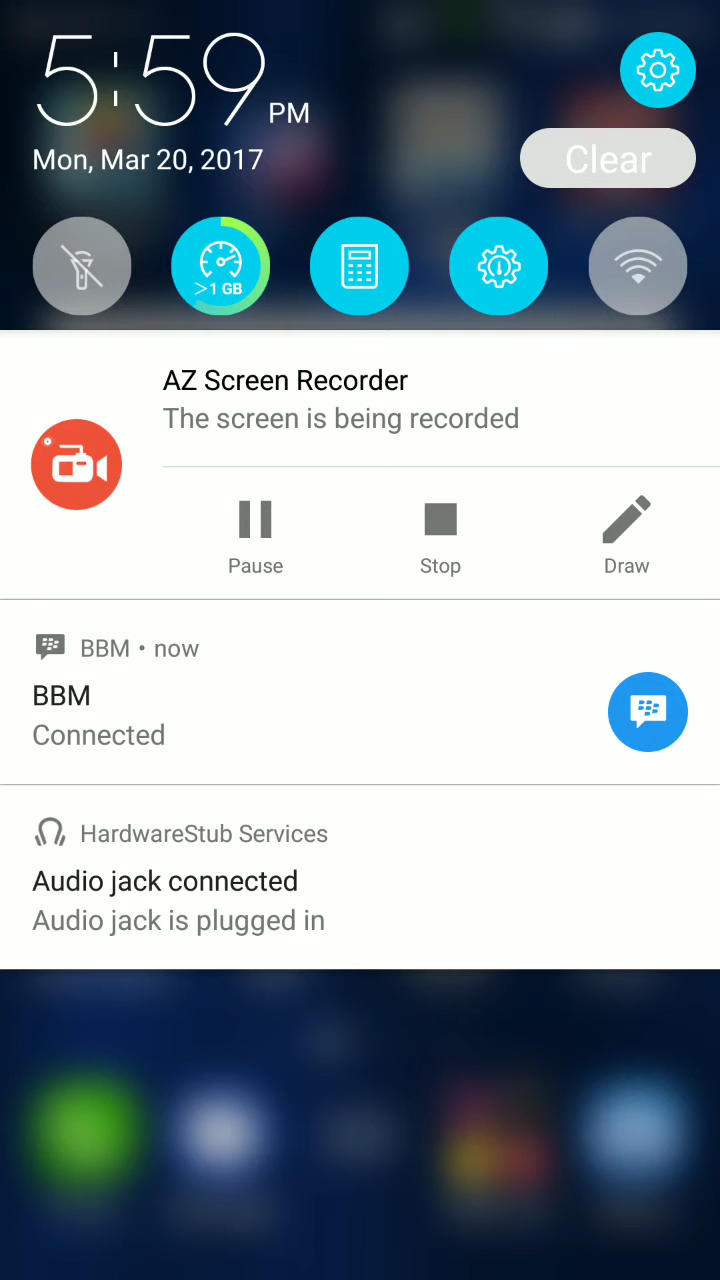 5:59 PM
Mon, Mar 20, 2017
Clear
>1 GB
AZ Screen Recorder
The screen is being recorded
Pause
Stop
Draw
BBM • now
BBM
Connected
HardwareStub Services
Audio jack connected
Audio jack is plugged in